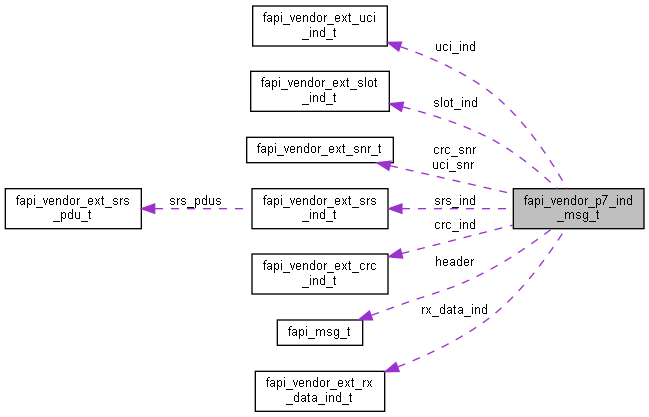 fapi_vendor_ext_uci
_ind_t
uci_ind
fapi_vendor_ext_slot
_ind_t
slot_ind
fapi_vendor_ext_snr_t
crc_snr
uci_snr
fapi_vendor_ext_srs
_pdu_t
srs_pdus
fapi_vendor_ext_srs
_ind_t
srs_ind
fapi_vendor_p7_ind
_msg_t
crc_ind
fapi_vendor_ext_crc
_ind_t
header
fapi_msg_t
rx_data_ind
fapi_vendor_ext_rx
_data_ind_t